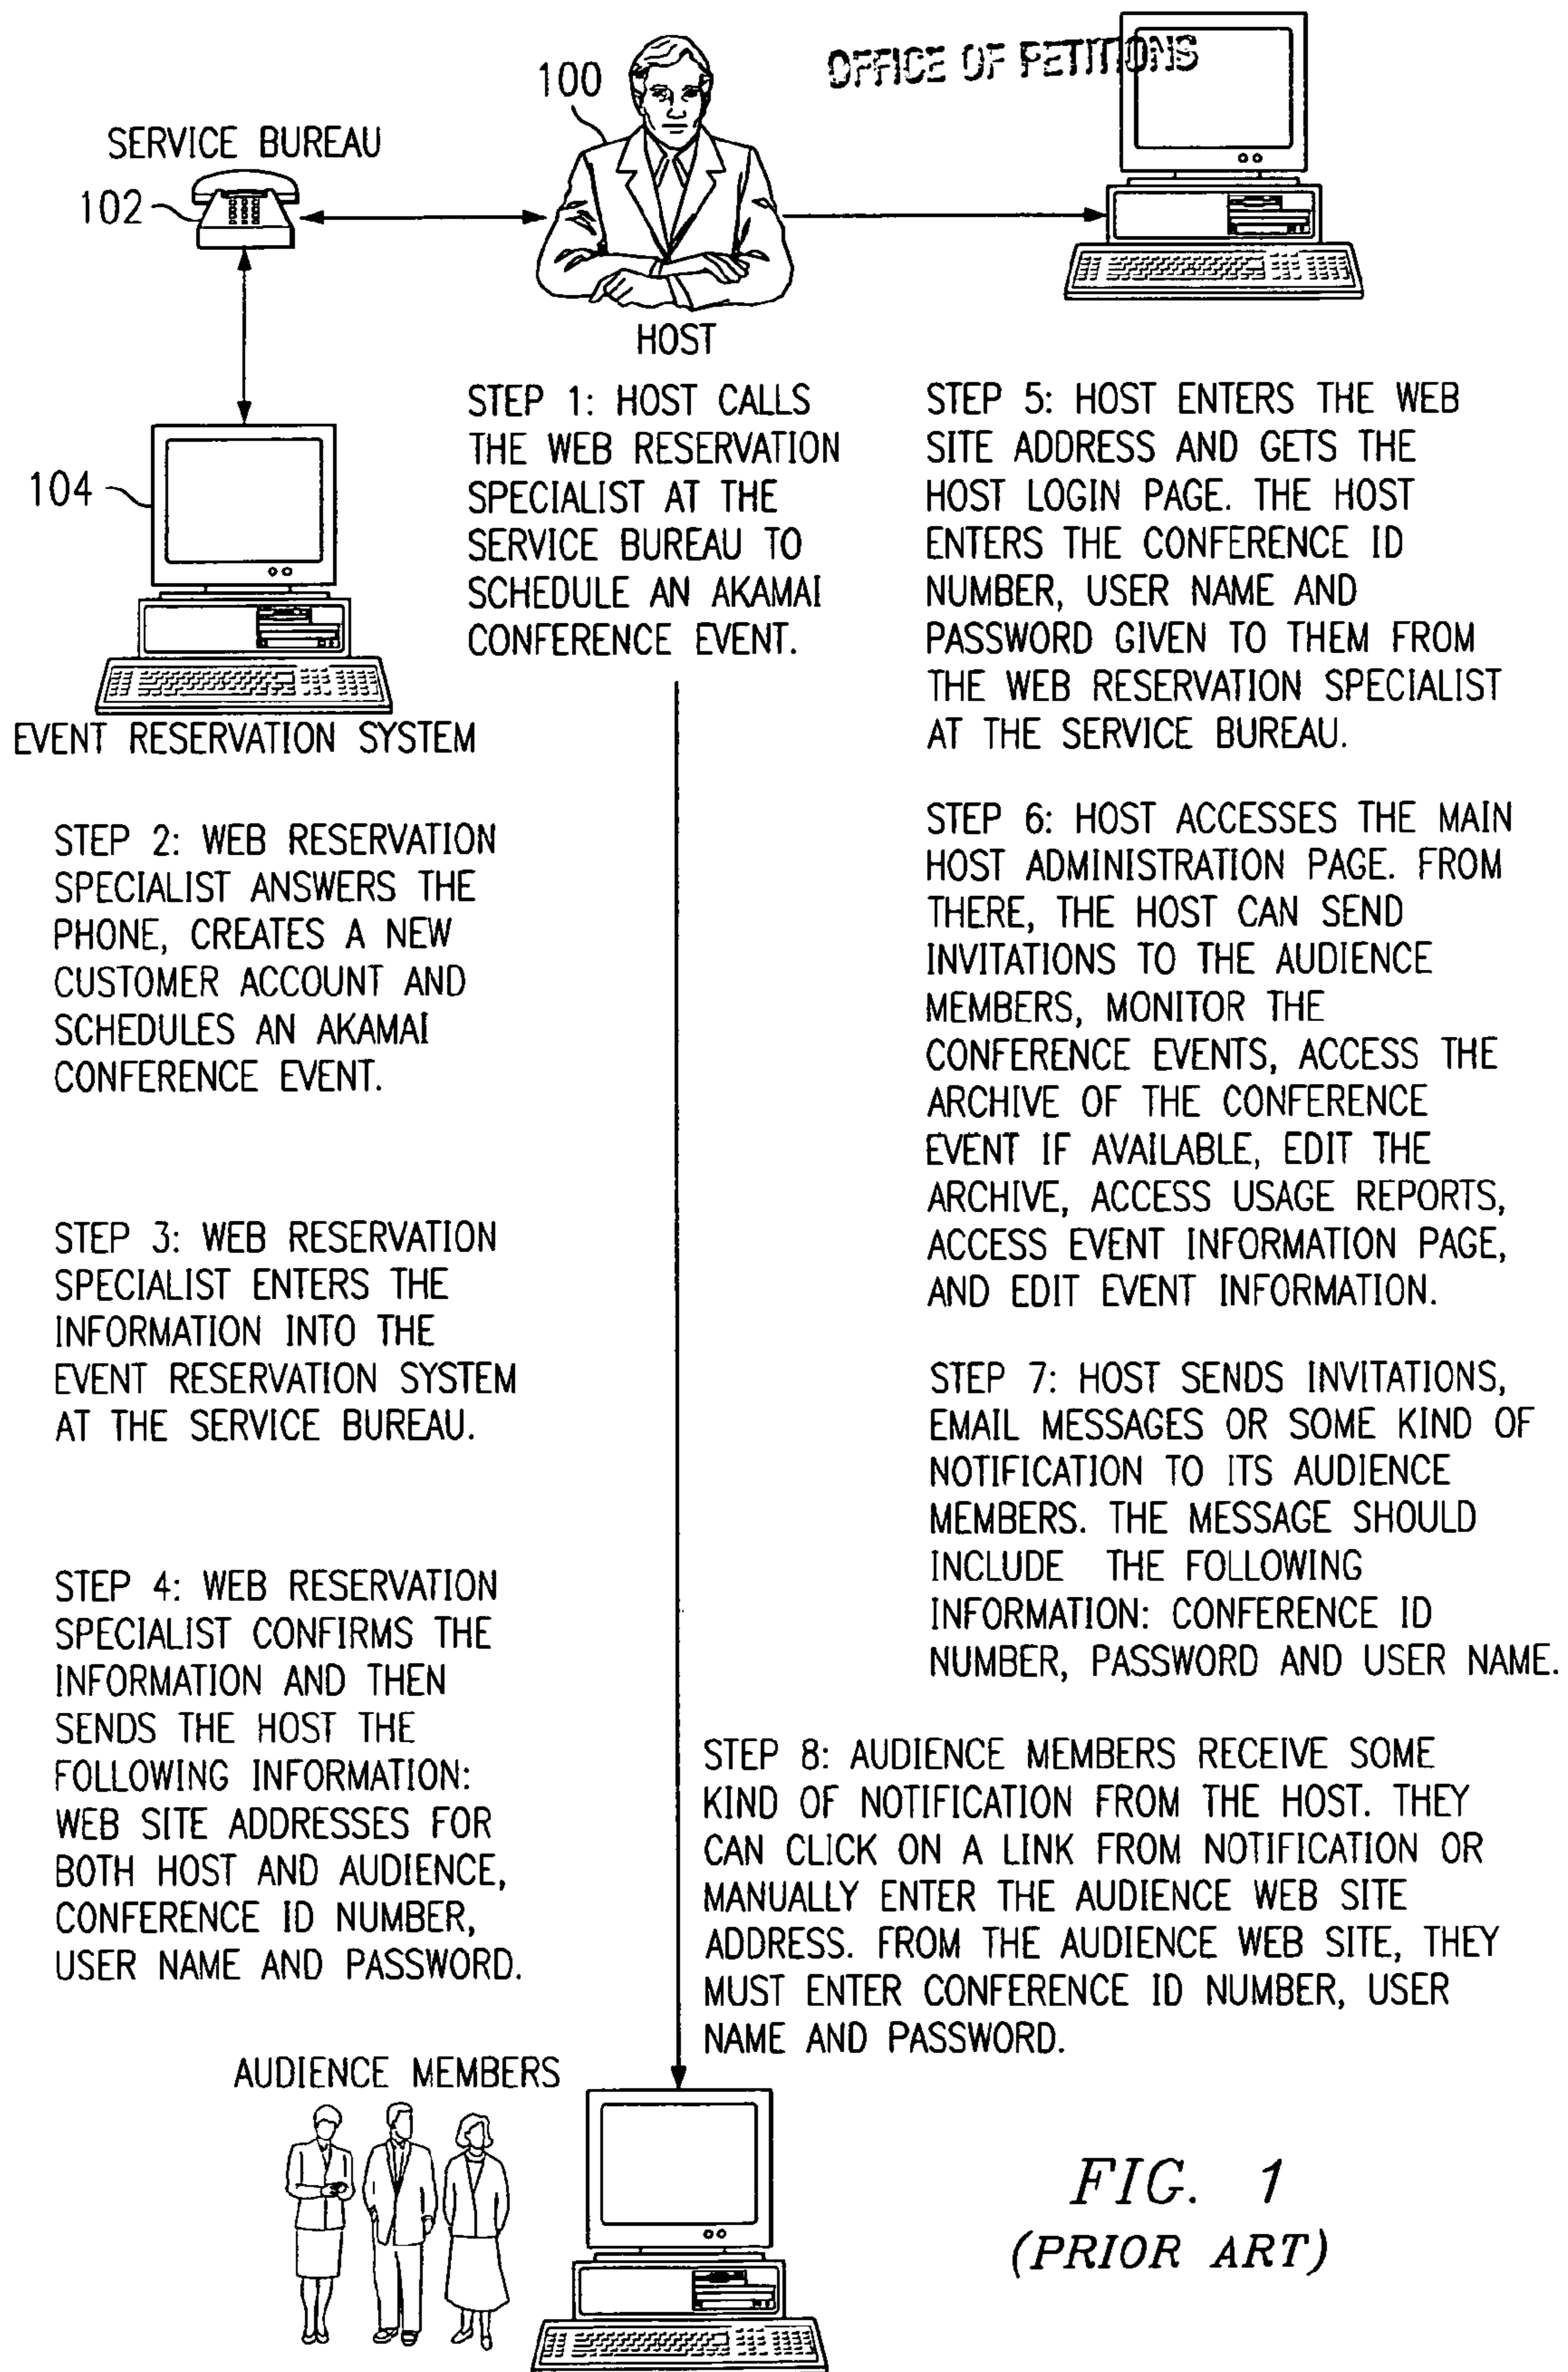 OFFICE OF PETITIONS
100
SERVICE BUREAU
102
HOST
104
EVENT RESERVATION SYSTEM
STEP 1: HOST CALLS
THE WEB RESERVATION
SPECIALIST AT THE
SERVICE BUREAU TO
SCHEDULE AN AKAMAI
CONFERENCE EVENT.
STEP 2: WEB RESERVATION
SPECIALIST ANSWERS THE
PHONE, CREATES A NEW
CUSTOMER ACCOUNT AND
SCHEDULES AN AKAMAI
CONFERENCE EVENT.
STEP 3: WEB RESERVATION
SPECIALIST ENTERS THE
INFORMATION INTO THE
EVENT RESERVATION SYSTEM
AT THE SERVICE BUREAU.
STEP 4: WEB RESERVATION
SPECIALIST CONFIRMS THE
INFORMATION AND THEN
SENDS THE HOST THE
FOLLOWING INFORMATION:
WEB SITE ADDRESSES FOR
BOTH HOST AND AUDIENCE,
CONFERENCE ID NUMBER,
USER NAME AND PASSWORD.
STEP 5: HOST ENTERS THE WEB
SITE ADDRESS AND GETS THE
HOST LOGIN PAGE. THE HOST
ENTERS THE CONFERENCE ID
NUMBER, USER NAME AND
PASSWORD GIVEN TO THEM FROM
THE WEB RESERVATION SPECIALIST
AT THE SERVICE BUREAU.
STEP 6: HOST ACCESSES THE MAIN
HOST ADMINISTRATION PAGE. FROM
THERE, THE HOST CAN SEND
INVITATIONS TO THE AUDIENCE
MEMBERS, MONITOR THE
CONFERENCE EVENTS, ACCESS THE
ARCHIVE OF THE CONFERENCE
EVENT IF AVAILABLE, EDIT THE
ARCHIVE, ACCESS USAGE REPORTS,
ACCESS EVENT INFORMATION PAGE,
AND EDIT EVENT INFORMATION.
STEP 7: HOST SENDS INVITATIONS,
EMAIL MESSAGES OR SOME KIND OF
NOTIFICATION TO ITS AUDIENCE
MEMBERS. THE MESSAGE SHOULD
INCLUDE THE FOLLOWING
INFORMATION: CONFERENCE ID
NUMBER, PASSWORD AND USER NAME.
STEP 8: AUDIENCE MEMBERS RECEIVE SOME
KIND OF NOTIFICATION FROM THE HOST. THEY
CAN CLICK ON A LINK FROM NOTIFICATION OR
MANUALLY ENTER THE AUDIENCE WEB SITE
ADDRESS. FROM THE AUDIENCE WEB SITE, THEY
MUST ENTER CONFERENCE ID NUMBER, USER
NAME AND PASSWORD.
AUDIENCE MEMBERS
FIG. 1
(PRIOR ART)